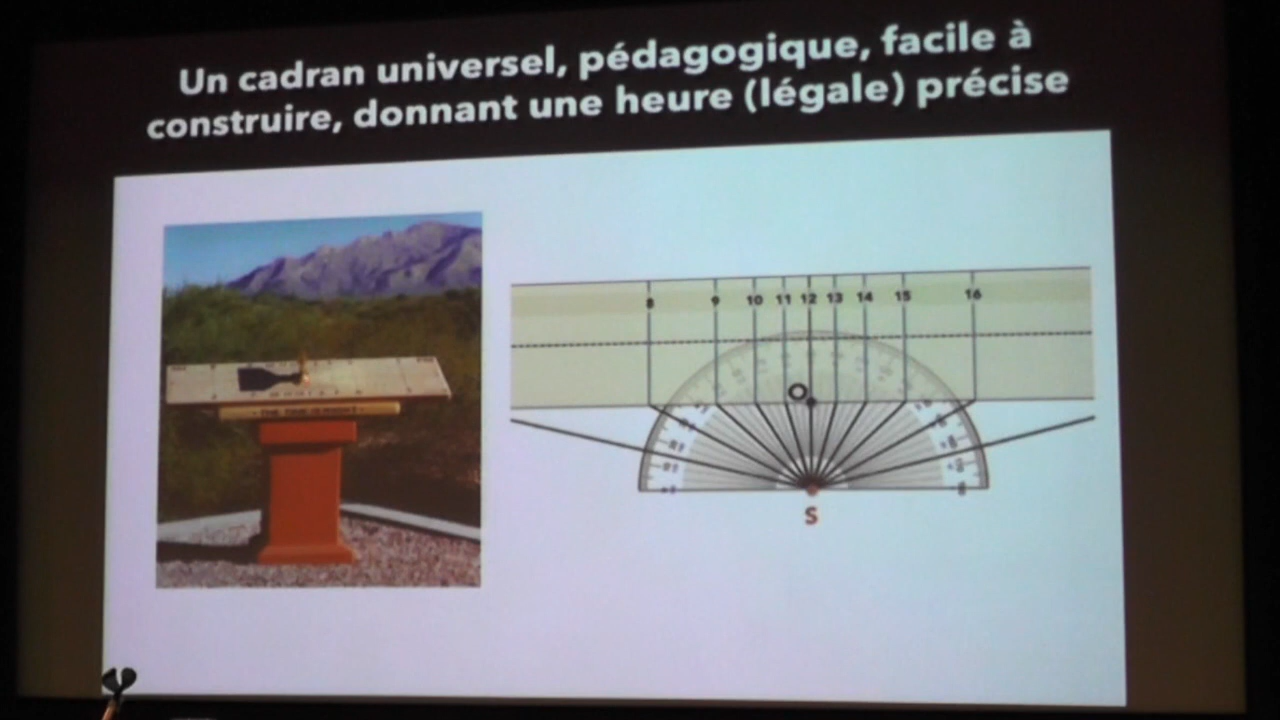 Un cadran universel, pédagogique, facile à
construire, donnant une heure (légale) précise
8 9 10 11 12 13 14 15 16
O
S